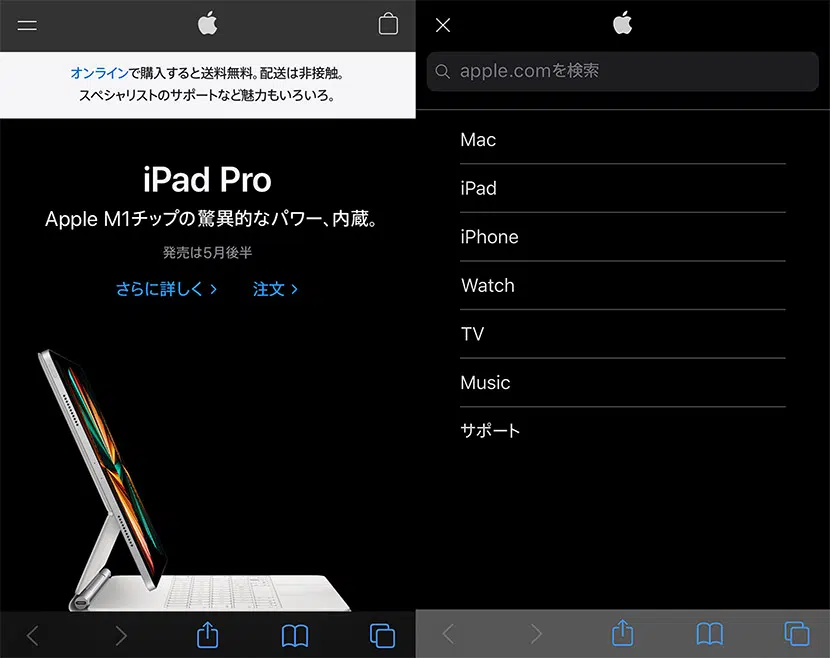 オンラインで購入すると送料無料。配送は非接触。
スペシャリストのサポートなど魅力もいろいろ。
iPad Pro
Apple M1チップの驚異的なパワー、内蔵。
発売は5月後半
さらに詳しく >
注文 >
apple.comを検索
Mac
iPad
iPhone
Watch
TV
Music
サポート